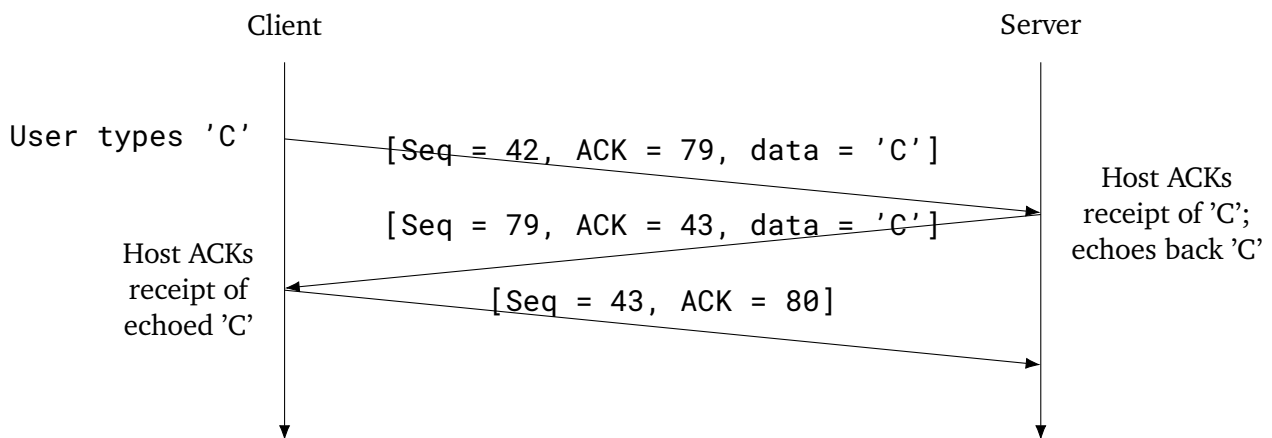 Client
Server
User types ’C’
[Seq = 42, ACK = 79, data = ’C’]
Host ACKs
receipt of ’C’;
echoes back ’C’
[Seq = 79, ACK = 43, data = ’C’]
Host ACKs
receipt of
echoed ’C’
[Seq = 43, ACK = 80]